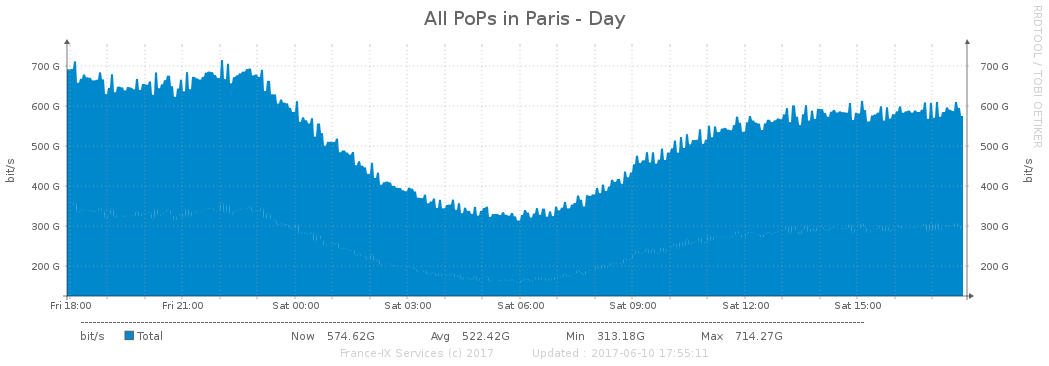 All PoPs in Paris - Day
RRDTOOL / TOBI OETIKER
bit/s
700 G
600 G
500 G
400 G
300 G
200 G
700 G
600 G
500 G
400 G
300 G
200 G
bit/s
Fri 18:00 Fri 21:00 Sat 00:00 Sat 03:00 Sat 06:00 Sat 09:00 Sat 12:00 Sat 15:00
bit/s Total Now 574.62G Avg 522.42G Min 313.18G Max 714.27G
France-IX Services (c) 2017 Updated : 2017-06-10 17:55:11